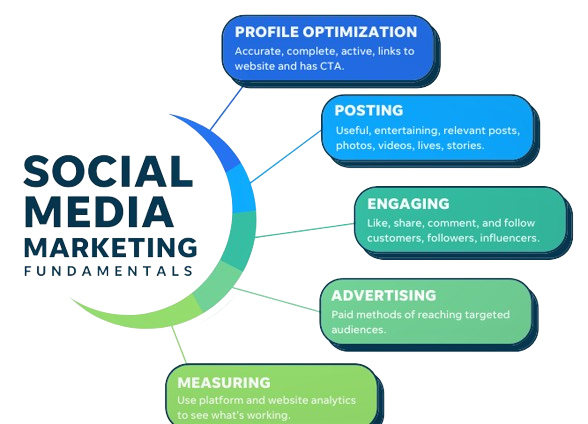 SOCIAL
MEDIA
MARKETING
FUNDAMENTALS
PROFILE OPTIMIZATION
Accurate, complete, active, links to
website and has CTA.
POSTING
Useful, entertaining, relevant posts,
photos, videos, lives, stories.
ENGAGING
Like, share, comment, and follow
customers, followers, influencers.
ADVERTISING
Paid methods of reaching targeted
audiences.
MEASURING
Use platform and website analytics
to see what's working.